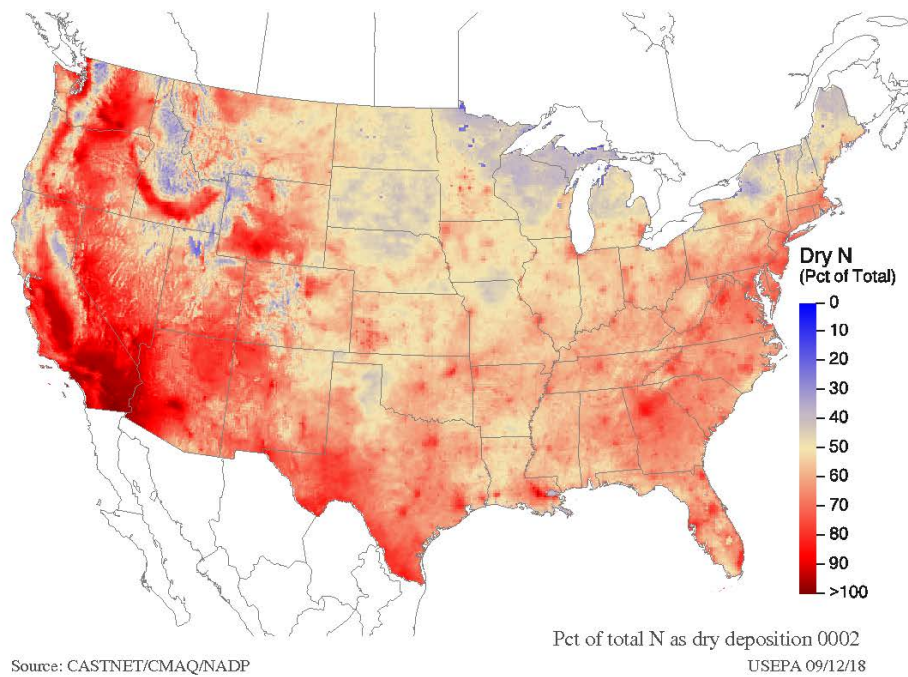 Dry N
(Pct of Total)
0
10
20
30
40
50
60
70
80
90
>100
Pct of total N as dry deposition 0002
Source: CASTNET/CMAQ/NADP
USEPA 09/12/18